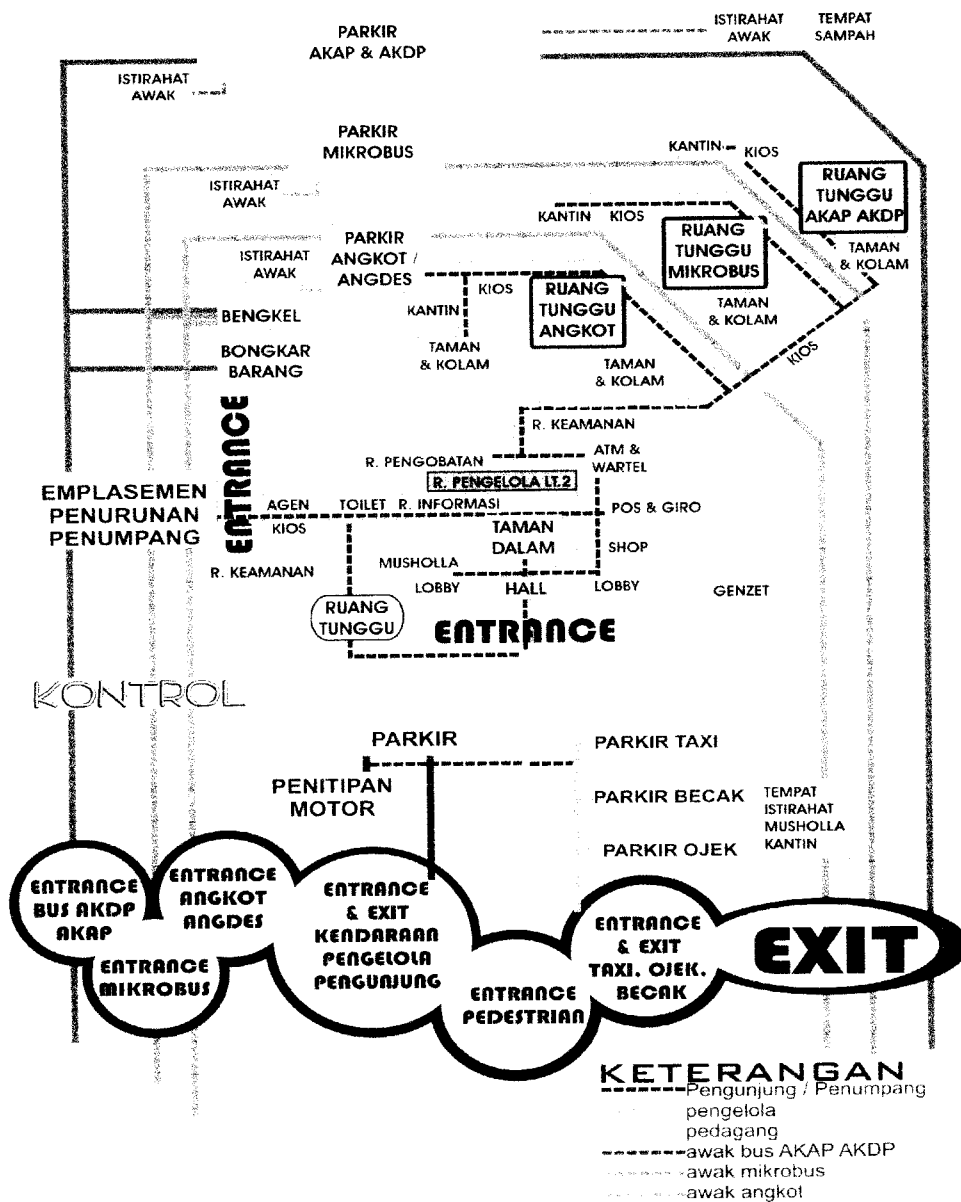 PARKIR
AKAP & AKDP
ISTIRAHAT
AWAK
TEMPAT
SAMPAH
ISTIRAHAT
AWAK
PARKIR
MIKROBUS
KANTIN
KIOS
RUANG
TUNGGU
AKAP AKDP
ISTIRAHAT
AWAK
KANTIN KIOS
RUANG
TUNGGU
MIKROBUS
TAMAN
& KOLAM
ISTIRAHAT
AWAK
PARKIR
ANGKOT /
ANGDES
KIOS
RUANG
TUNGGU
ANGKOT
TAMAN
& KOLAM
BENGKEL
KANTIN
TAMAN
& KOLAM
TAMAN
& KOLAM
KIOS
BONGKAR
BARANG
ENTRANCE
R. KEAMANAN
R. PENGOBATAN
ATM &
WARTEL
R. PENGELOLA LT.2
EMPLASEMEN
PENURUNAN
PENUMPANG
AGEN
TOILET
R. INFORMASI
POS & GIRO
KIOS
TAMAN
DALAM
SHOP
R. KEAMANAN
MUSHOLLA
LOBBY
HALL
LOBBY
GENZET
RUANG
TUNGGU
ENTRANCE
KONTROL
PARKIR
PARKIR TAXI
PENITIPAN
MOTOR
PARKIR BECAK
TEMPAT
ISTIRAHAT
MUSHOLLA
KANTIN
PARKIR OJEK
ENTRANCE
BUS AKDP
AKAP
ENTRANCE
ANGKOT
ANGDES
ENTRANCE
MIKROBUS
ENTRANCE
& EXIT
KENDARAAN
PENGELOLA
PENGUNJUNG
ENTRANCE
PEDESTRIAN
ENTRANCE
& EXIT
TAXI. OJEK.
BECAK
EXIT
KETERANGAN
Pengunjung / Penumpang
pengelola
pedagang
awak bus AKAP AKDP
awak mikrobus
awak angkot